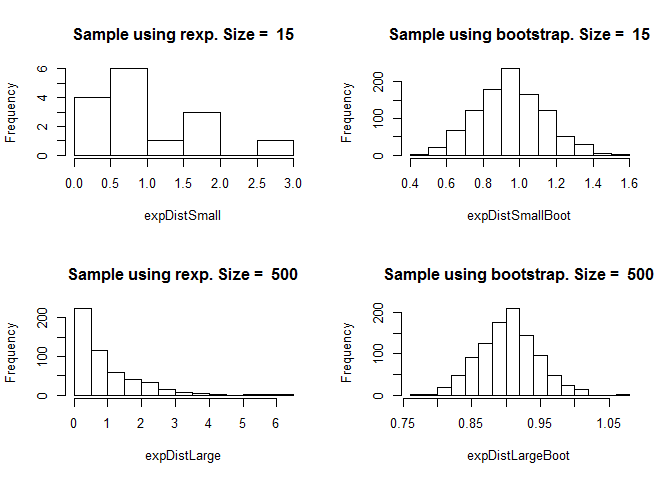 Sample using rexp. Size =  15
Frequency
6
4
2
0
0.0 0.5 1.0 1.5 2.0 2.5 3.0
expDistSmall
Sample using bootstrap. Size =  15
Frequency
200
100
0
0.4 0.6 0.8 1.0 1.2 1.4 1.6
expDistSmallBoot
Sample using rexp. Size =  500
Frequency
200
100
0
0 1 2 3 4 5 6
expDistLarge
Sample using bootstrap. Size =  500
Frequency
200
100
0
0.75 0.85 0.95 1.05
expDistLargeBoot